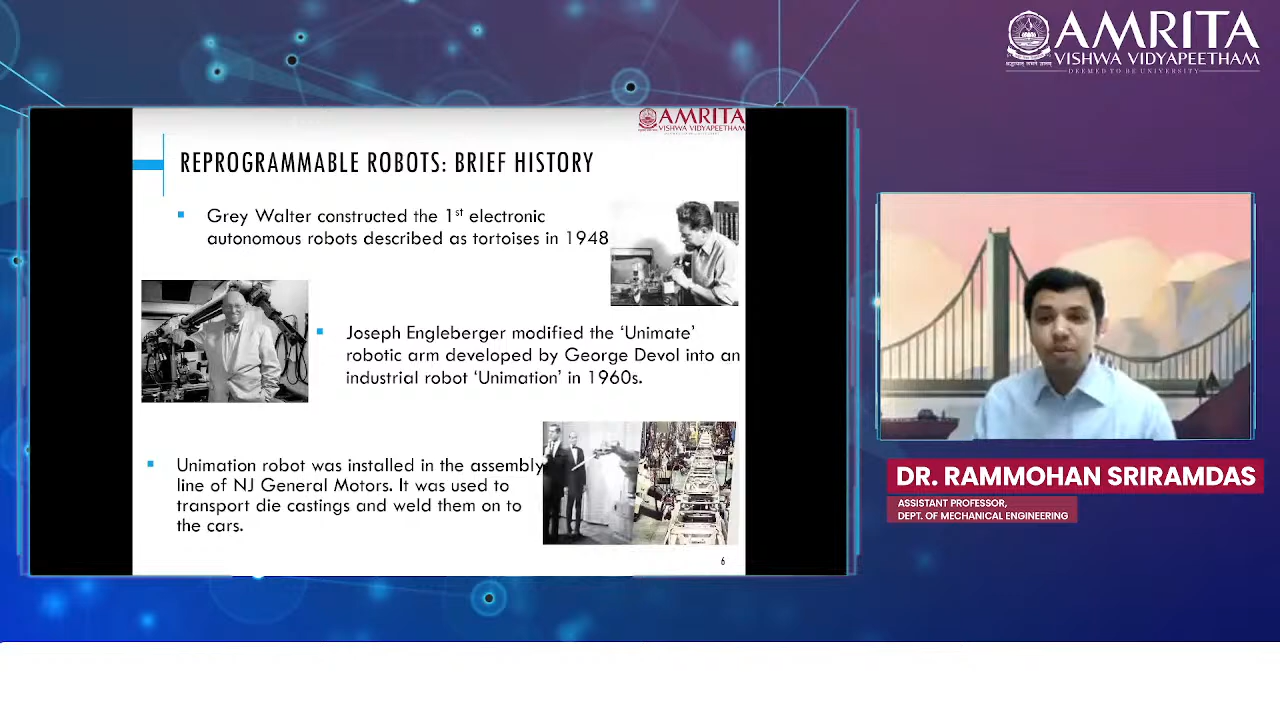 AMRITA
VISHWA VIDYAPEETHAM
DEEMED TO BE UNIVERSITY
AMRITA
VISHWA VIDYAPEETHAM
REPROGRAMMABLE ROBOTS: BRIEF HISTORY
Grey Walter constructed the 1st electronic
autonomous robots described as tortoises in 1948
Joseph Engleberger modified the ‘Unimate’
robotic arm developed by George Devol into an
industrial robot ‘Unimation’ in 1960s.
Unimation robot was installed in the assembly
line of NJ General Motors. It was used to
transport die castings and weld them on to
the cars.
6
DR. RAMMOHAN SRIRAMDAS
ASSISTANT PROFESSOR,
DEPT. OF MECHANICAL ENGINEERING